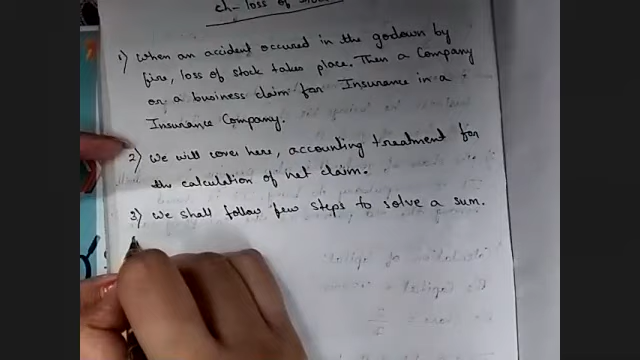 ch- loss of stock
1) When an accident occured in the godown by
fire, loss of stock takes place. Then a Company
or a business claim for Insurance in a
Insurance Company.
2) We will cover here, accounting treatment for
the calculation of net claim.
3) We shall follow few steps to solve a sum.